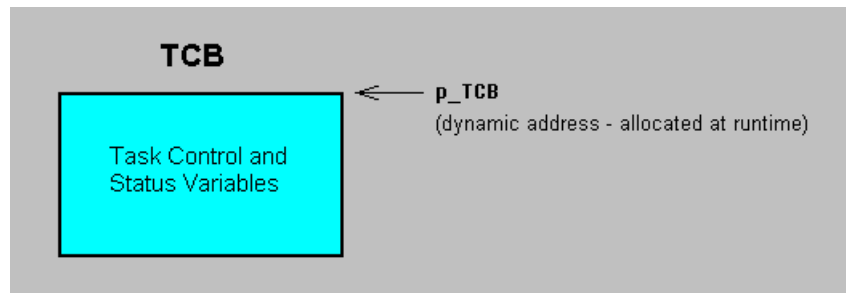 TCB
p_TCB
(dynamic address - allocated at runtime)
Task Control and
Status Variables